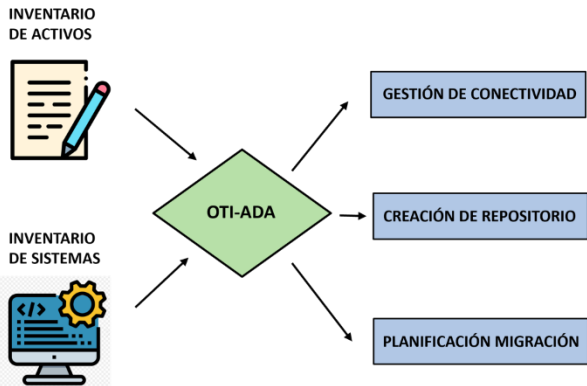 INVENTARIO
DE ACTIVOS
GESTIÓN DE CONECTIVIDAD
OTI-ADA
CREACIÓN DE REPOSITORIO
INVENTARIO
DE SISTEMAS
</>
PLANIFICACIÓN MIGRACIÓN